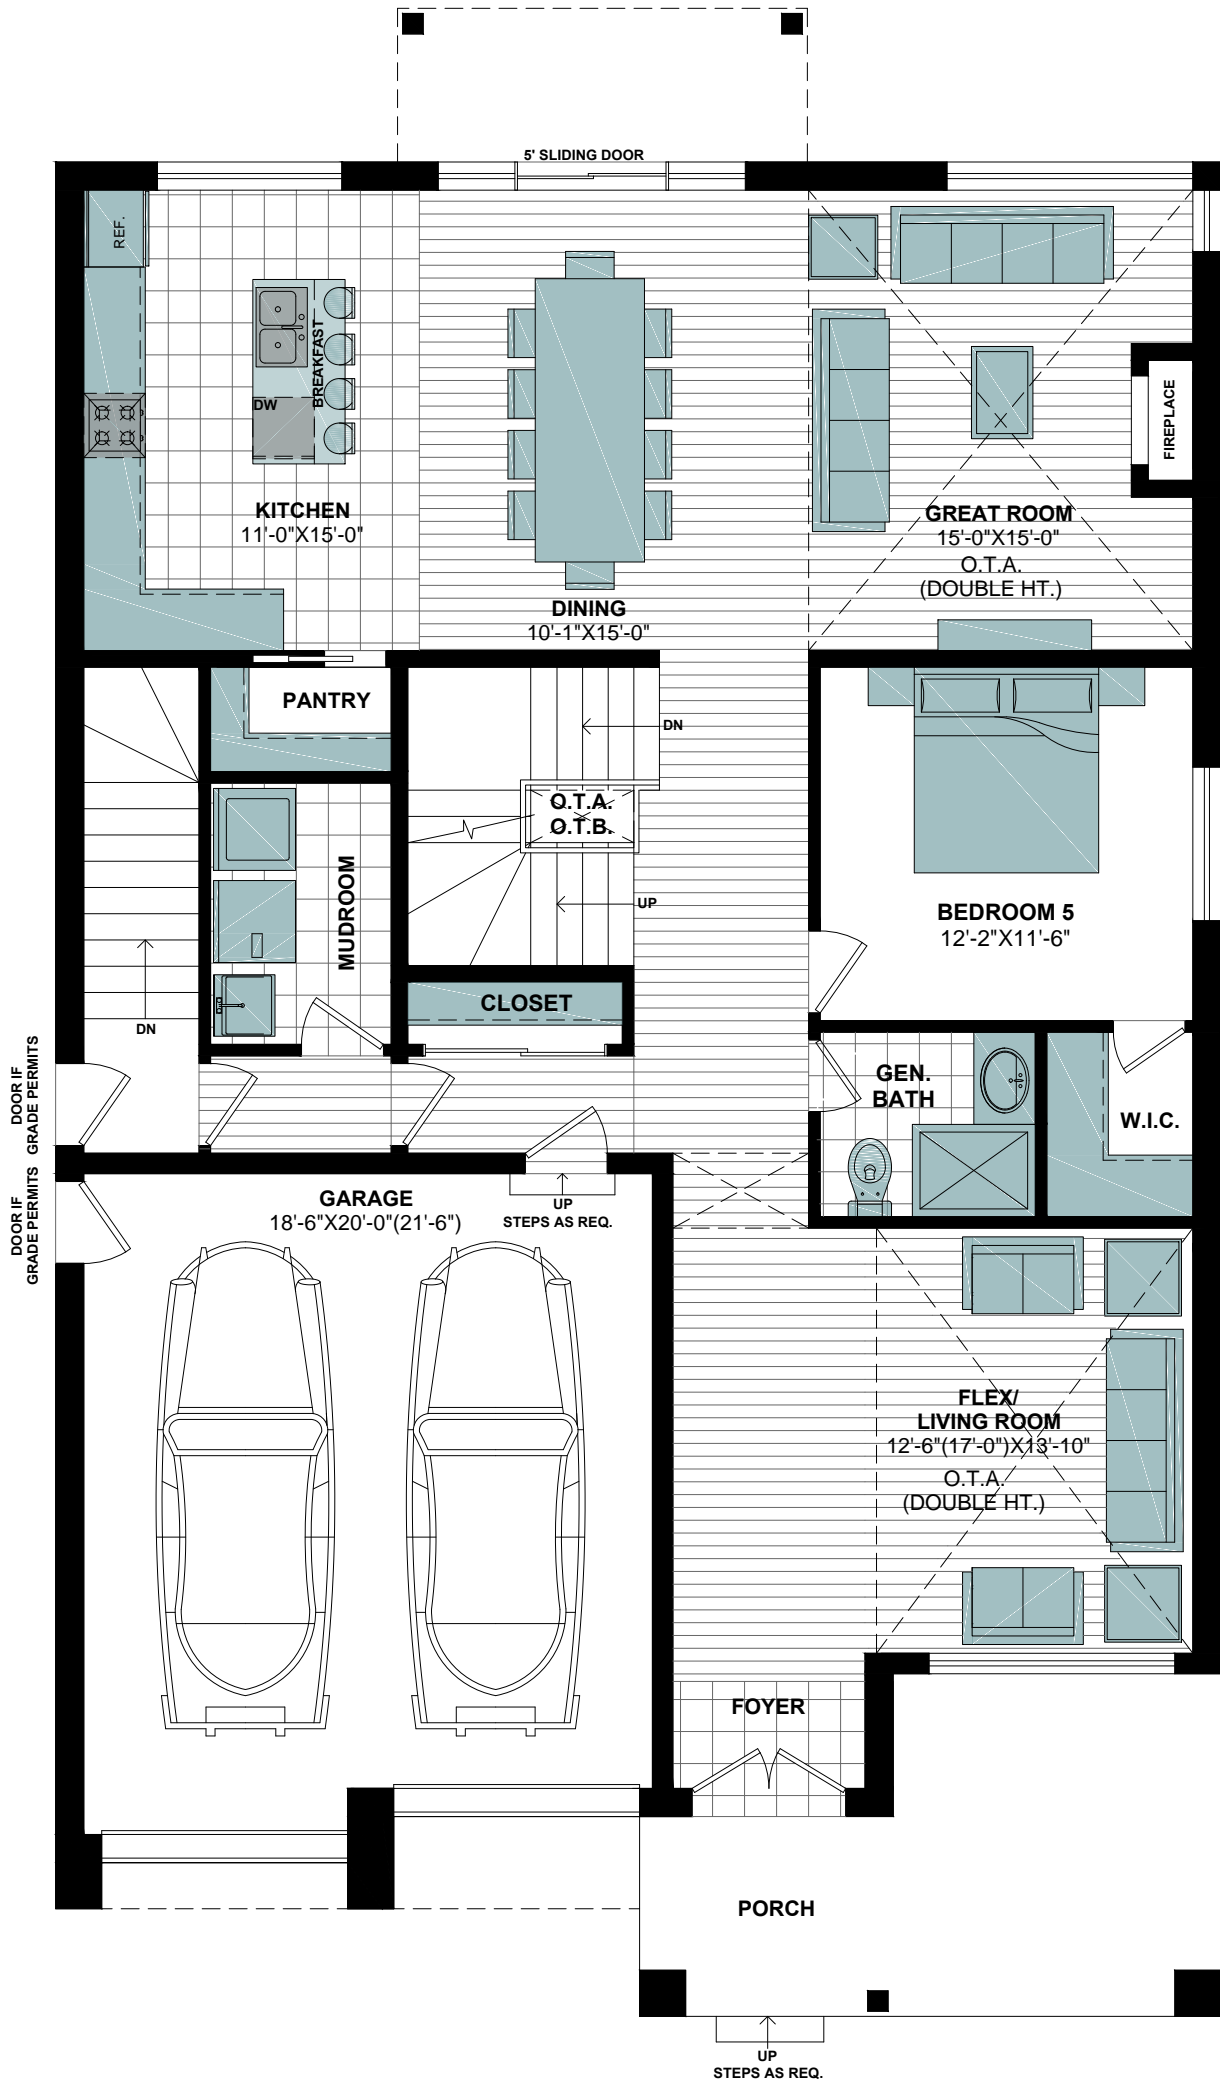 5' SLIDING DOOR
REF.
BREAKFAST
DW
FIREPLACE
KITCHEN
11'-0"X15'-0"
GREAT ROOM
15'-0"X15'-0"
O.T.A.
(DOUBLE HT.)
DINING
10'-1"X15'-0"
PANTRY
DN
O.T.A.
O.T.B.
MUDROOM
UP
BEDROOM 5
12'-2"X11'-6"
CLOSET
DN
DOOR IF
GRADE PERMITS
GEN.
BATH
W.I.C.
DOOR IF
GRADE PERMITS
GARAGE
18'-6"X20'-0"(21'-6")
UP
STEPS AS REQ.
FLEX/
LIVING ROOM
12'-6"(17'-0")X13'-10"
O.T.A.
(DOUBLE HT.)
FOYER
PORCH
UP
STEPS AS REQ.